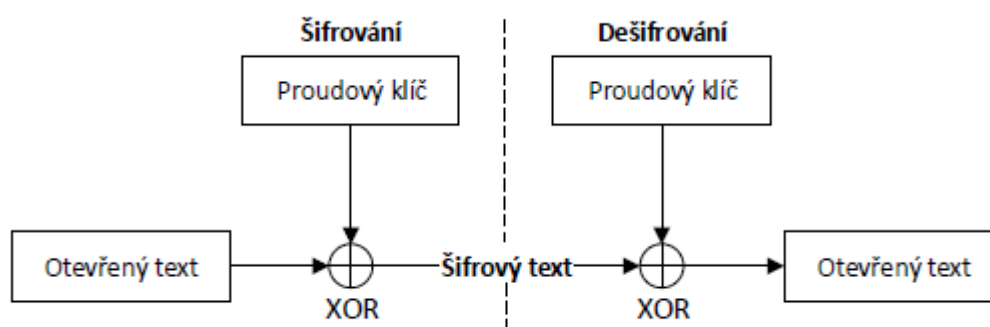 Šifrování
Dešifrování
Proudový klíč
Proudový klíč
Otevřený text
Šifrový text
Otevřený text
XOR
XOR